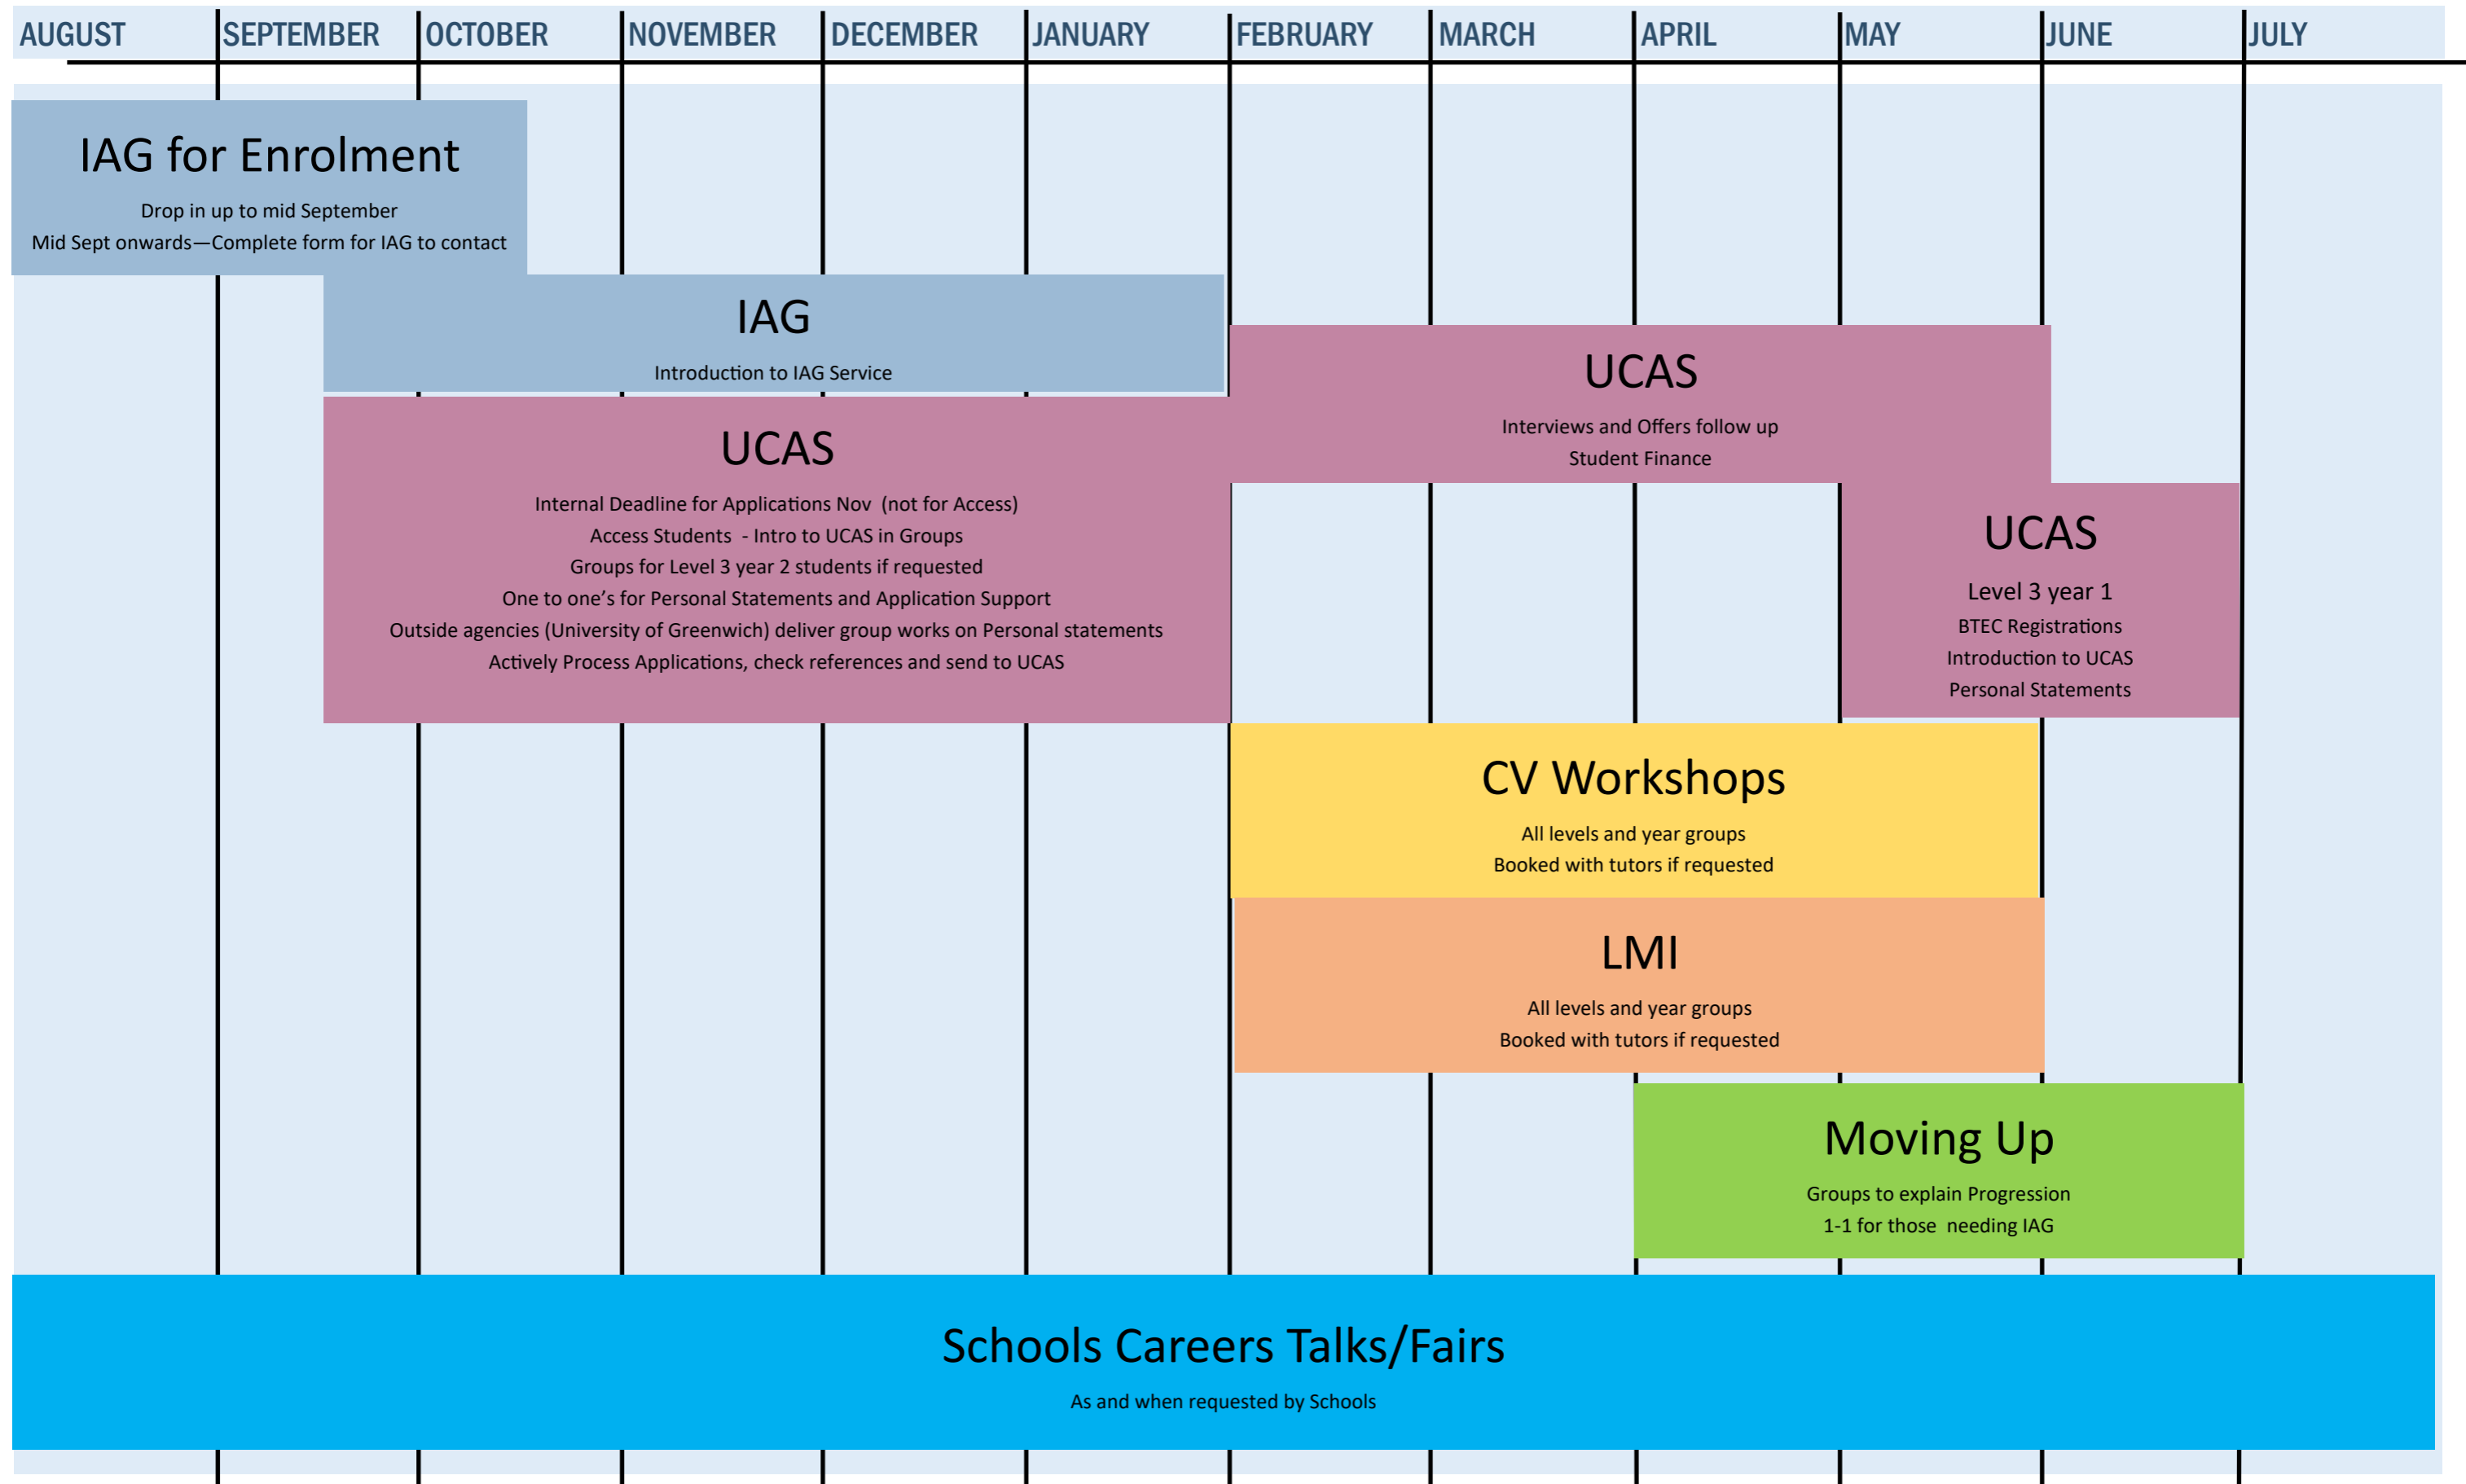 AUGUST SEPTEMBER OCTOBER NOVEMBER DECEMBER JANUARY FEBRUARY MARCH APRIL MAY JUNE JULY
IAG for Enrolment
Drop in up to mid September
Mid Sept onwards—Complete form for IAG to contact
IAG
Introduction to IAG Service
UCAS
Internal Deadline for Applications Nov (not for Access)
Access Students - Intro to UCAS in Groups
Groups for Level 3 year 2 students if requested
One to one’s for Personal Statements and Application Support
Outside agencies (University of Greenwich) deliver group works on Personal statements
Actively Process Applications, check references and send to UCAS
UCAS
Interviews and Offers follow up
Student Finance
UCAS
Level 3 year 1
BTEC Registrations
Introduction to UCAS
Personal Statements
CV Workshops
All levels and year groups
Booked with tutors if requested
LMI
All levels and year groups
Booked with tutors if requested
Moving Up
Groups to explain Progression
1-1 for those needing IAG
Schools Careers Talks/Fairs
As and when requested by Schools